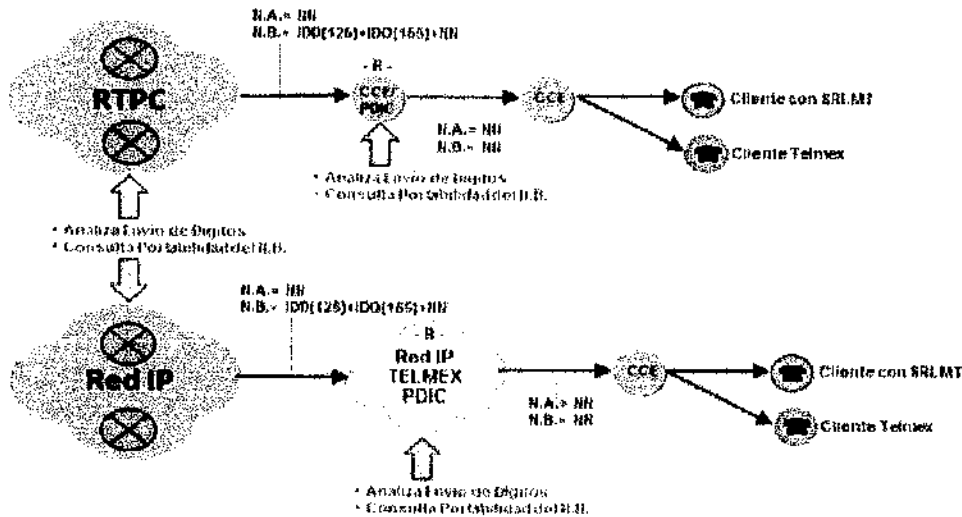 N.A.= NN
N.B.= IDD(126)+IDO(165)+NN
- R -
RTPC
CCE/
PDIC
CCE
Cliente con SRLMT
N.A.= NN
N.B.= NN
Cliente Telmex
• Analiza Envío de Dígitos
• Consulta Portabilidad del N.B.
• Analiza Envío de Dígitos
• Consulta Portabilidad del N.B.
N.A.= NN
N.B.= IDD(126)+IDO(165)+NN
- R -
Red IP
Red IP
TELMEX
PDIC
CCE
Cliente con SRLMT
N.A.= NN
N.B.= NN
Cliente Telmex
• Analiza Envío de Dígitos
• Consulta Portabilidad del N.B.